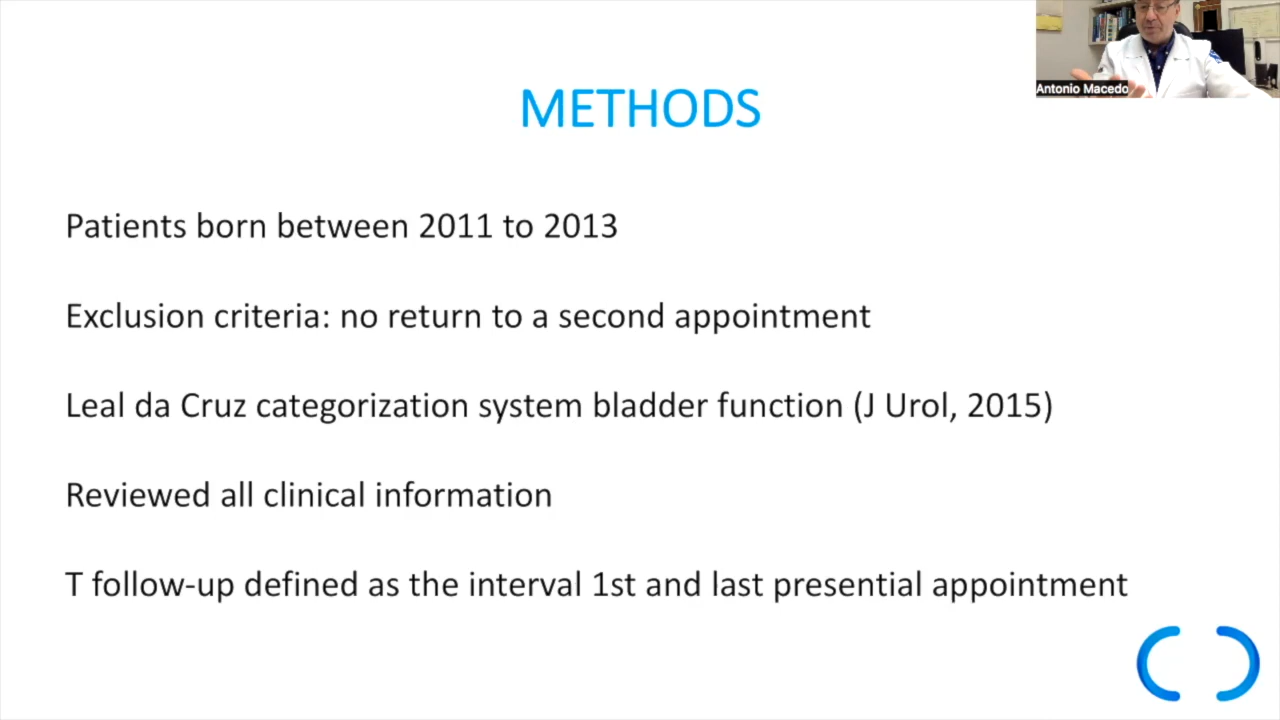 Antonio Macedo
METHODS
Patients born between 2011 to 2013
Exclusion criteria: no return to a second appointment
Leal da Cruz categorization system bladder function (J Urol, 2015)
Reviewed all clinical information
T follow-up defined as the interval 1st and last presential appointment